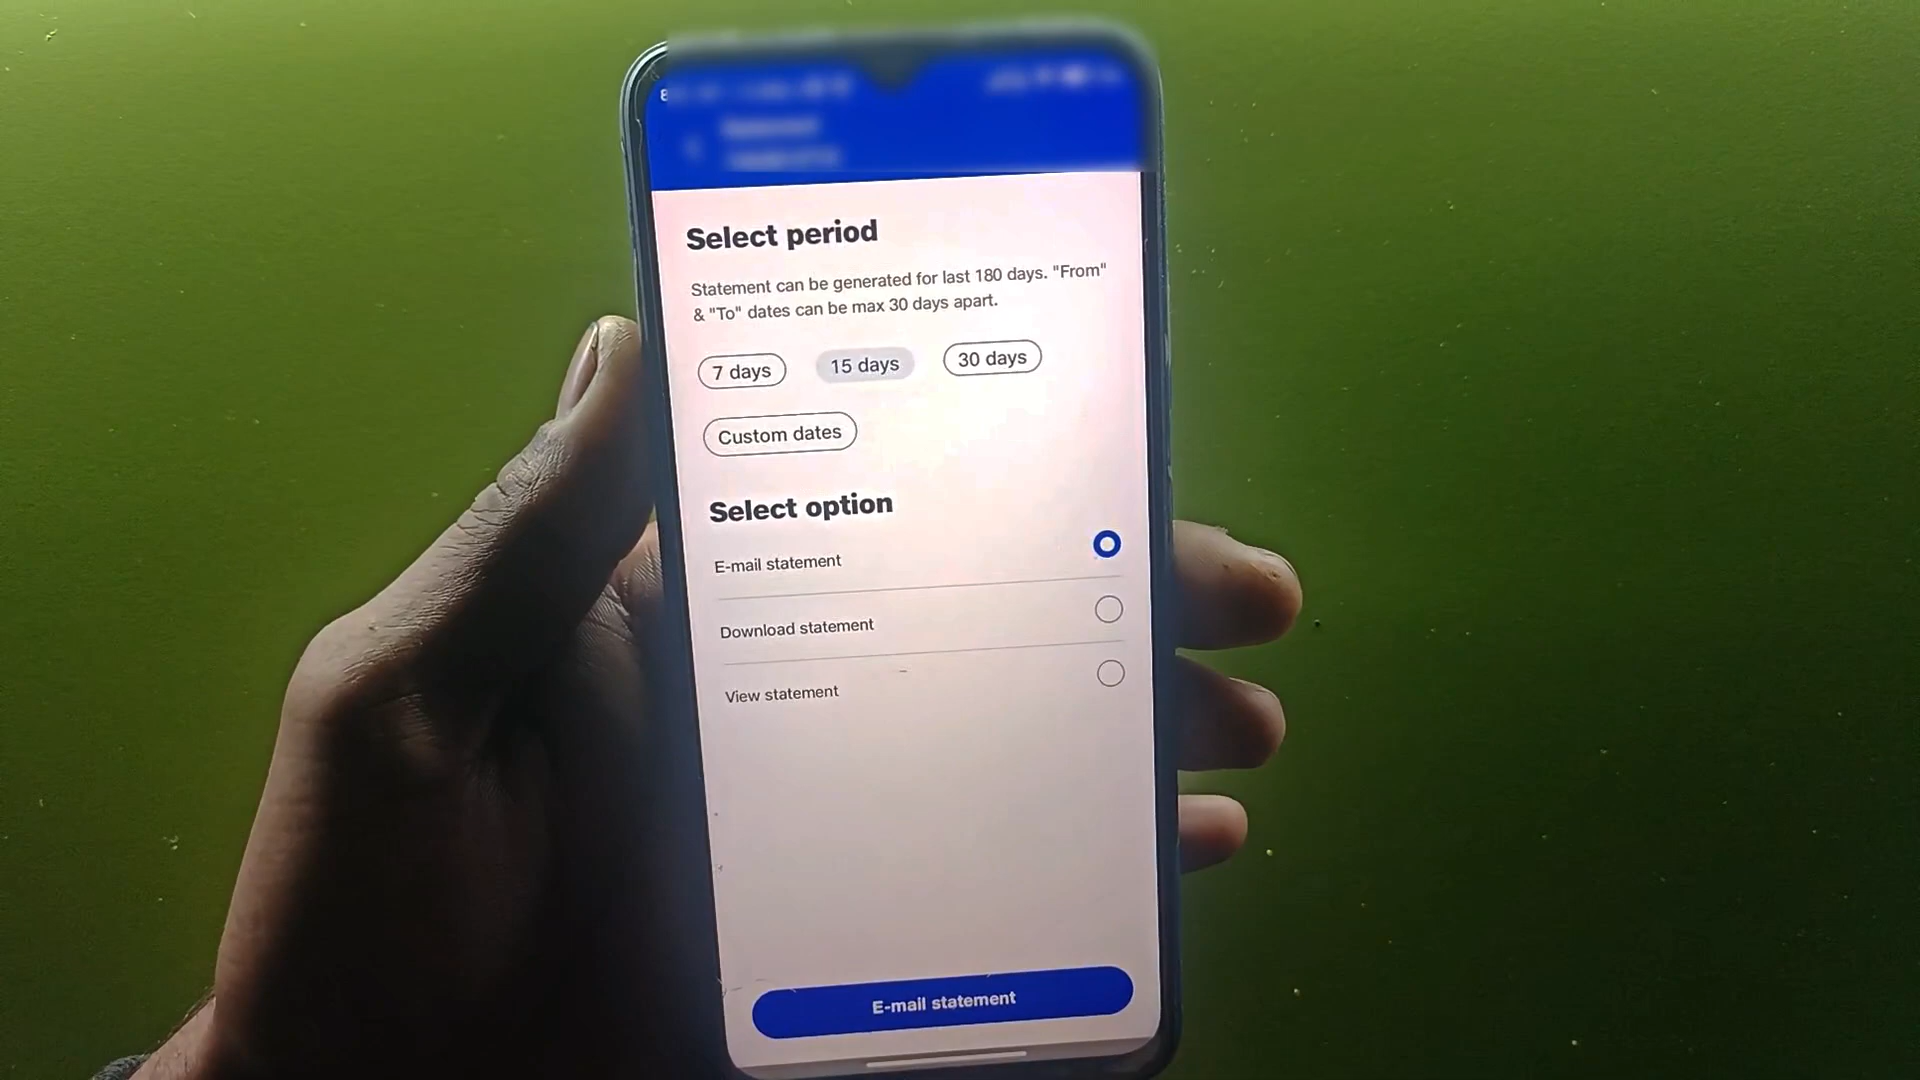 Statement
Select period
Statement can be generated for last 180 days. "From"
& "To" dates can be max 30 days apart.
7 days 15 days 30 days
Custom dates
Select option
E-mail statement
Download statement
View statement
E-mail statement